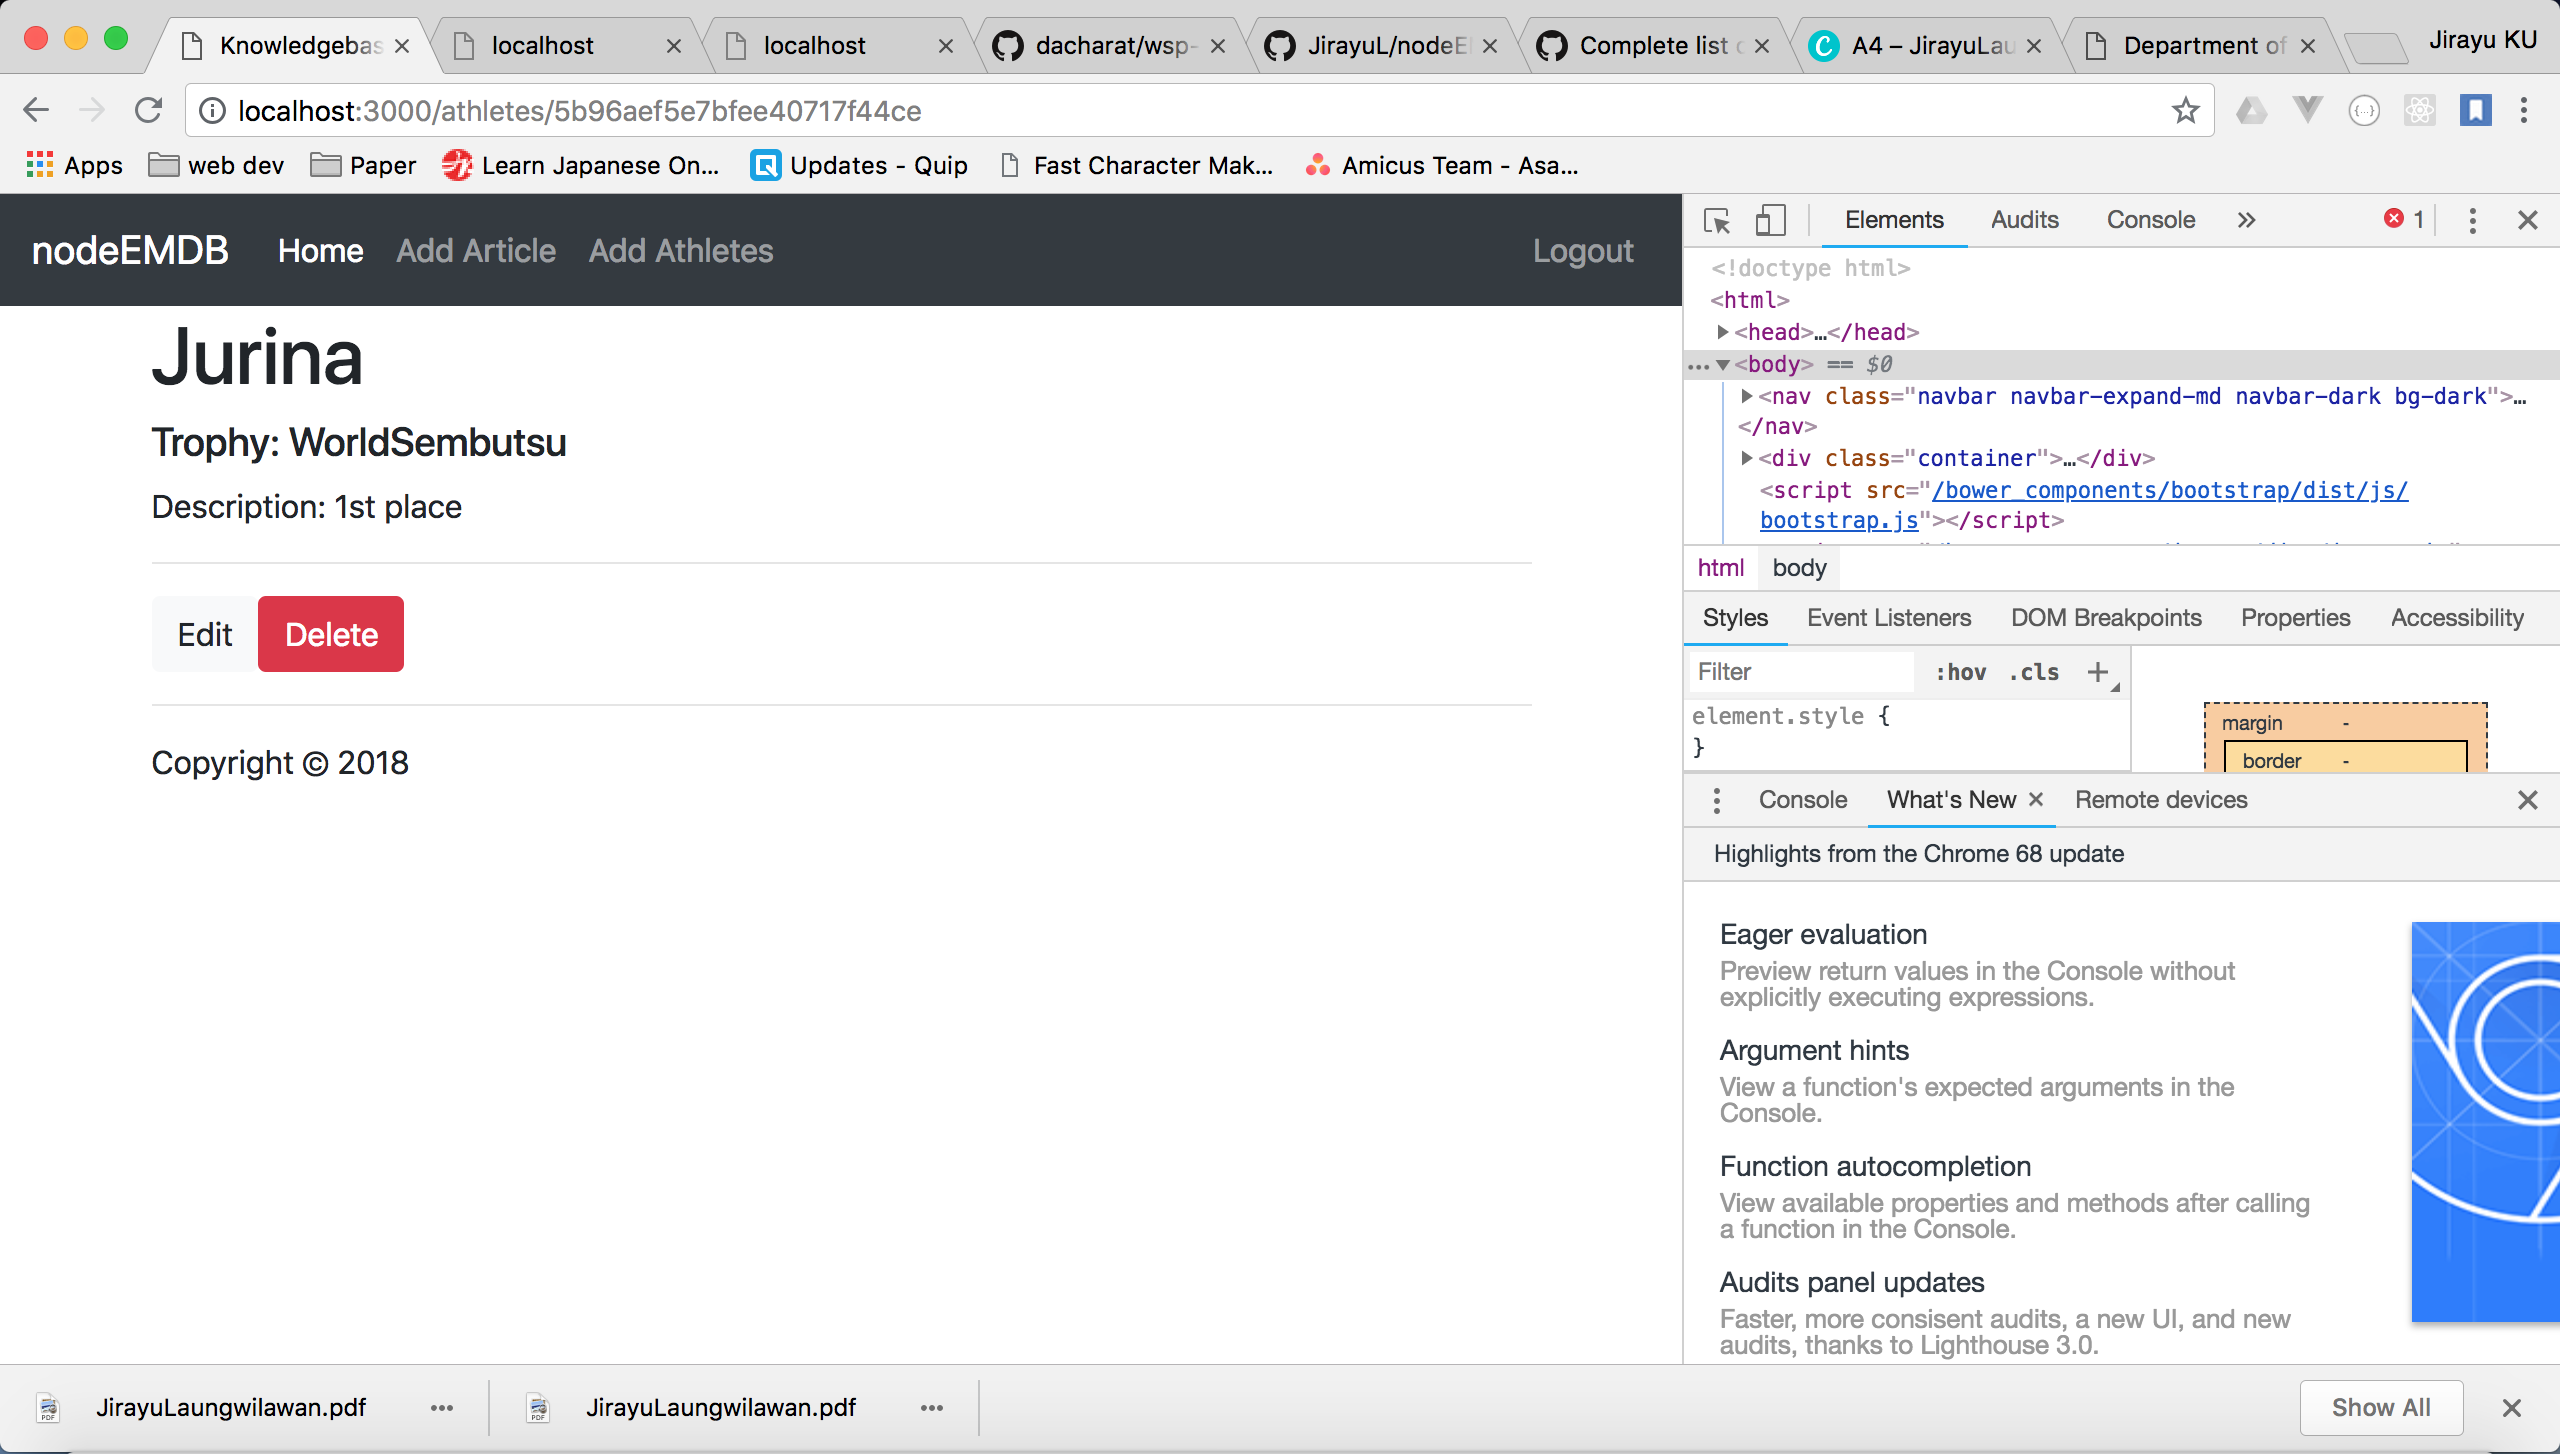 Knowledgebas
localhost
localhost
dacharat/wsp-
JirayuL/nodeEI
Complete list o
A4 – JirayuLau
Department of
Jirayu KU
localhost:3000/athletes/5b96aef5e7bfee40717f44ce
Apps
web dev
Paper
Learn Japanese On...
Updates - Quip
Fast Character Mak...
Amicus Team - Asa...
nodeEMDB
Home
Add Article
Add Athletes
Logout
Jurina
Trophy: WorldSembutsu
Description: 1st place
Edit
Delete
Copyright © 2018
Elements
Audits
Console
»
1
<!doctype html>
<html>
<head>…</head>
<body> == $0
<nav class="navbar navbar-expand-md navbar-dark bg-dark">…
</nav>
<div class="container">…</div>
<script src="/bower_components/bootstrap/dist/js/
bootstrap.js"></script>
html
body
Styles
Event Listeners
DOM Breakpoints
Properties
Accessibility
Filter
:hov
.cls
+
element.style {
}
margin -
border -
Console
What's New
Remote devices
Highlights from the Chrome 68 update
Eager evaluation
Preview return values in the Console without
explicitly executing expressions.
Argument hints
View a function's expected arguments in the
Console.
Function autocompletion
View available properties and methods after calling
a function in the Console.
Audits panel updates
Faster, more consisent audits, a new UI, and new
audits, thanks to Lighthouse 3.0.
JirayuLaungwilawan.pdf
JirayuLaungwilawan.pdf
Show All